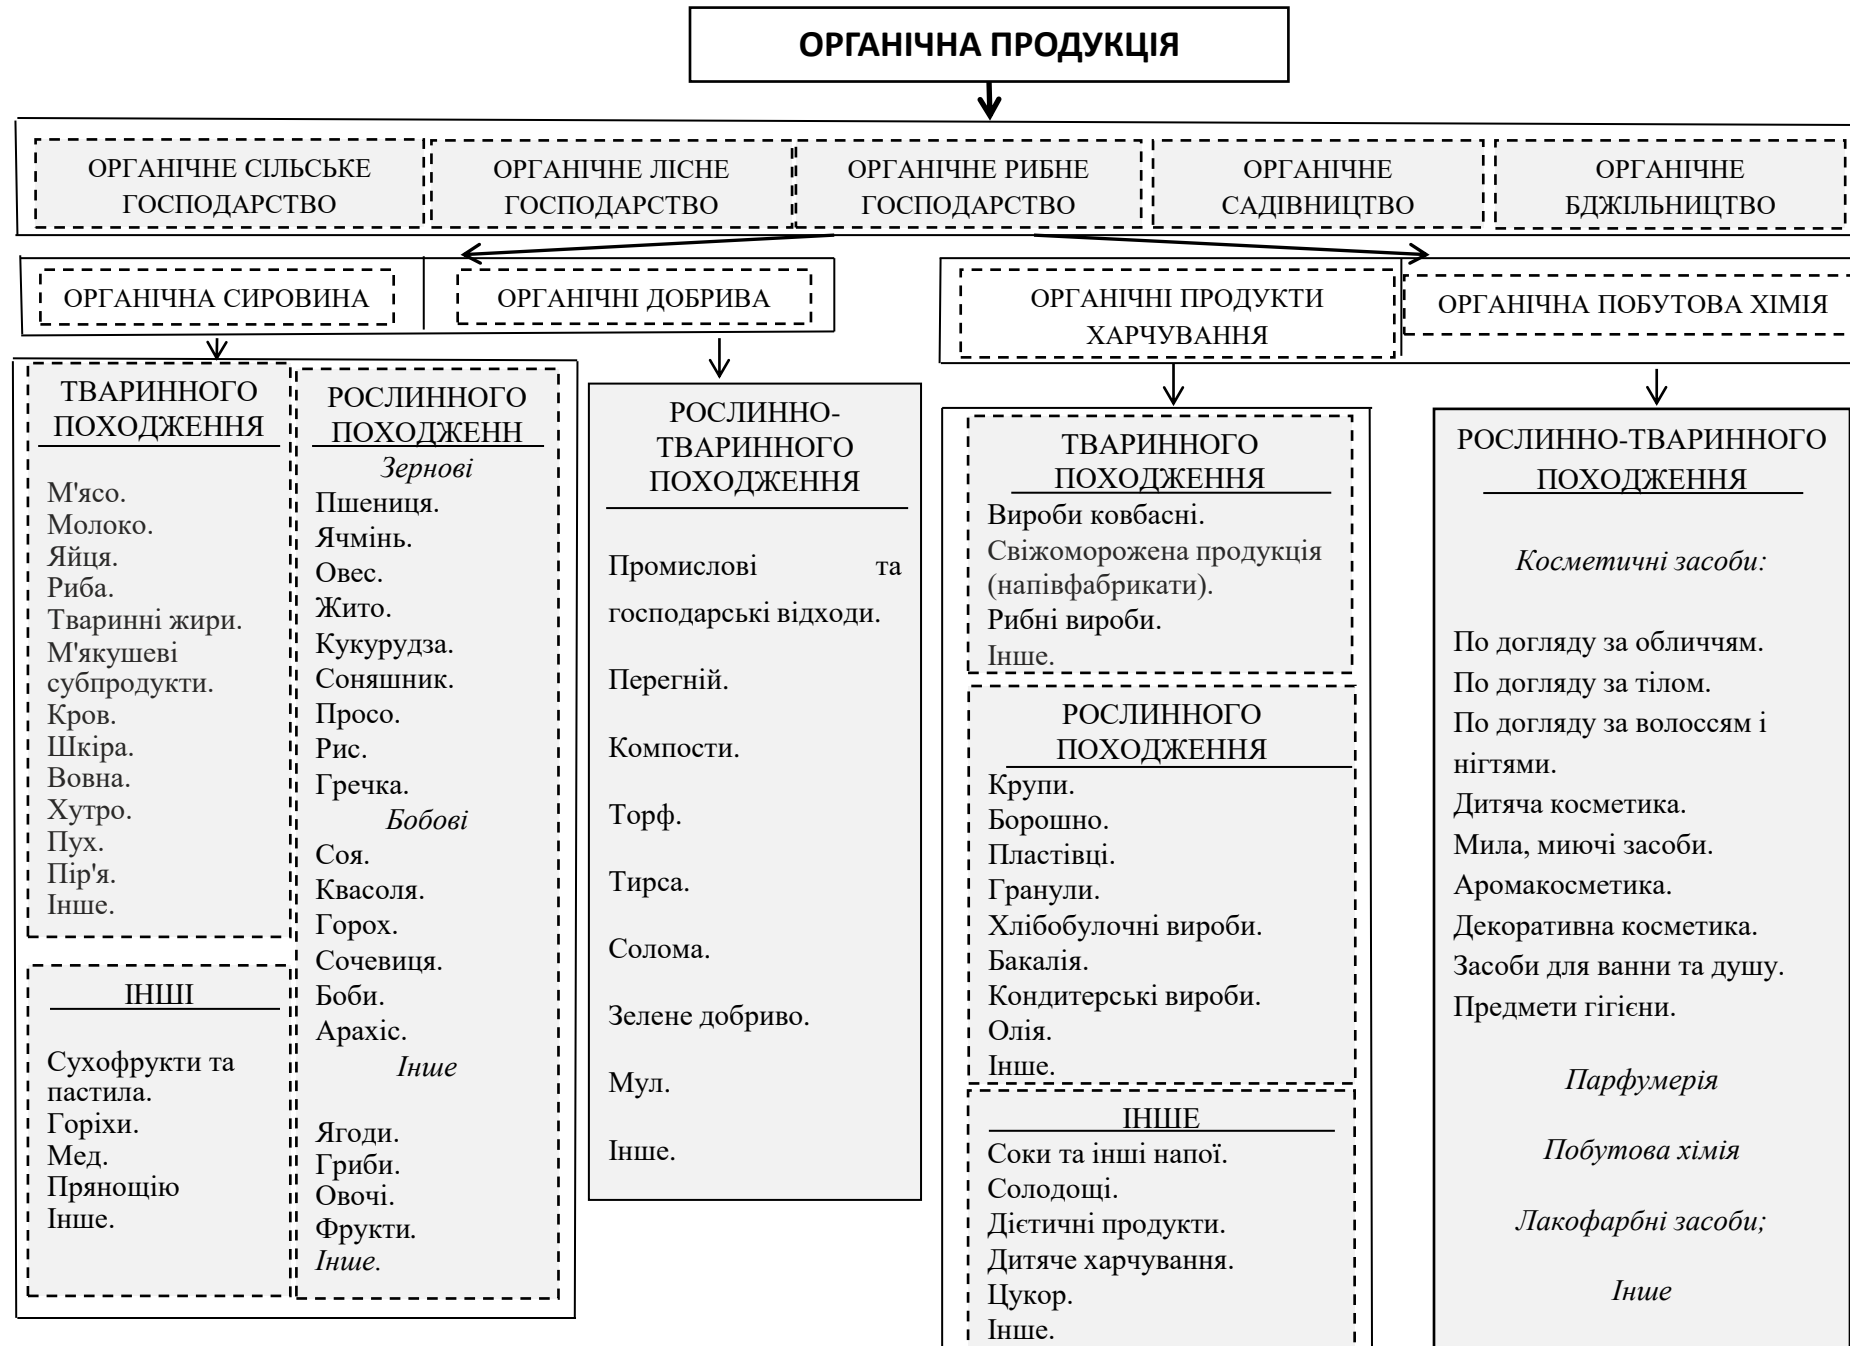 ОРГАНІЧНА ПРОДУКЦІЯ
ОРГАНІЧНЕ СІЛЬСЬКЕ
ГОСПОДАРСТВО
ОРГАНІЧНЕ ЛІСНЕ
ГОСПОДАРСТВО
ОРГАНІЧНЕ РИБНЕ
ГОСПОДАРСТВО
ОРГАНІЧНЕ
САДІВНИЦТВО
ОРГАНІЧНЕ
БДЖІЛЬНИЦТВО
ОРГАНІЧНА СИРОВИНА
ОРГАНІЧНІ ДОБРИВА
ОРГАНІЧНІ ПРОДУКТИ
ХАРЧУВАННЯ
ОРГАНІЧНА ПОБУТОВА ХІМІЯ
ТВАРИННОГО
ПОХОДЖЕННЯ
М'ясо.
Молоко.
Яйця.
Риба.
Тваринні жири.
М'якушеві
субпродукти.
Кров.
Шкіра.
Вовна.
Хутро.
Пух.
Пір'я.
Інше.
ІНШІ
Сухофрукти та
пастила.
Горіхи.
Мед.
Прянощію
Інше.
РОСЛИННОГО
ПОХОДЖЕНН
Зернові
Пшениця.
Ячмінь.
Овес.
Жито.
Кукурудза.
Соняшник.
Просо.
Рис.
Гречка.
Бобові
Соя.
Квасоля.
Горох.
Сочевиця.
Боби.
Арахіс.
Інше
Ягоди.
Гриби.
Овочі.
Фрукти.
Інше.
РОСЛИННО-
ТВАРИННОГО
ПОХОДЖЕННЯ
Промислові та
господарські відходи.
Перегній.
Компости.
Торф.
Тирса.
Солома.
Зелене добриво.
Мул.
Інше.
ТВАРИННОГО
ПОХОДЖЕННЯ
Вироби ковбасні.
Свіжоморожена продукція
(напівфабрикати).
Рибні вироби.
Інше.
РОСЛИННОГО
ПОХОДЖЕННЯ
Крупи.
Борошно.
Пластівці.
Гранули.
Хлібобулочні вироби.
Бакалія.
Кондитерські вироби.
Олія.
Інше.
ІНШЕ
Соки та інші напої.
Солодощі.
Дієтичні продукти.
Дитяче харчування.
Цукор.
Інше.
РОСЛИННО-ТВАРИННОГО
ПОХОДЖЕННЯ
Косметичні засоби:
По догляду за обличчям.
По догляду за тілом.
По догляду за волоссям і
нігтями.
Дитяча косметика.
Мила, миючі засоби.
Аромакосметика.
Декоративна косметика.
Засоби для ванни та душу.
Предмети гігієни.
Парфумерія
Побутова хімія
Лакофарбні засоби;
Інше